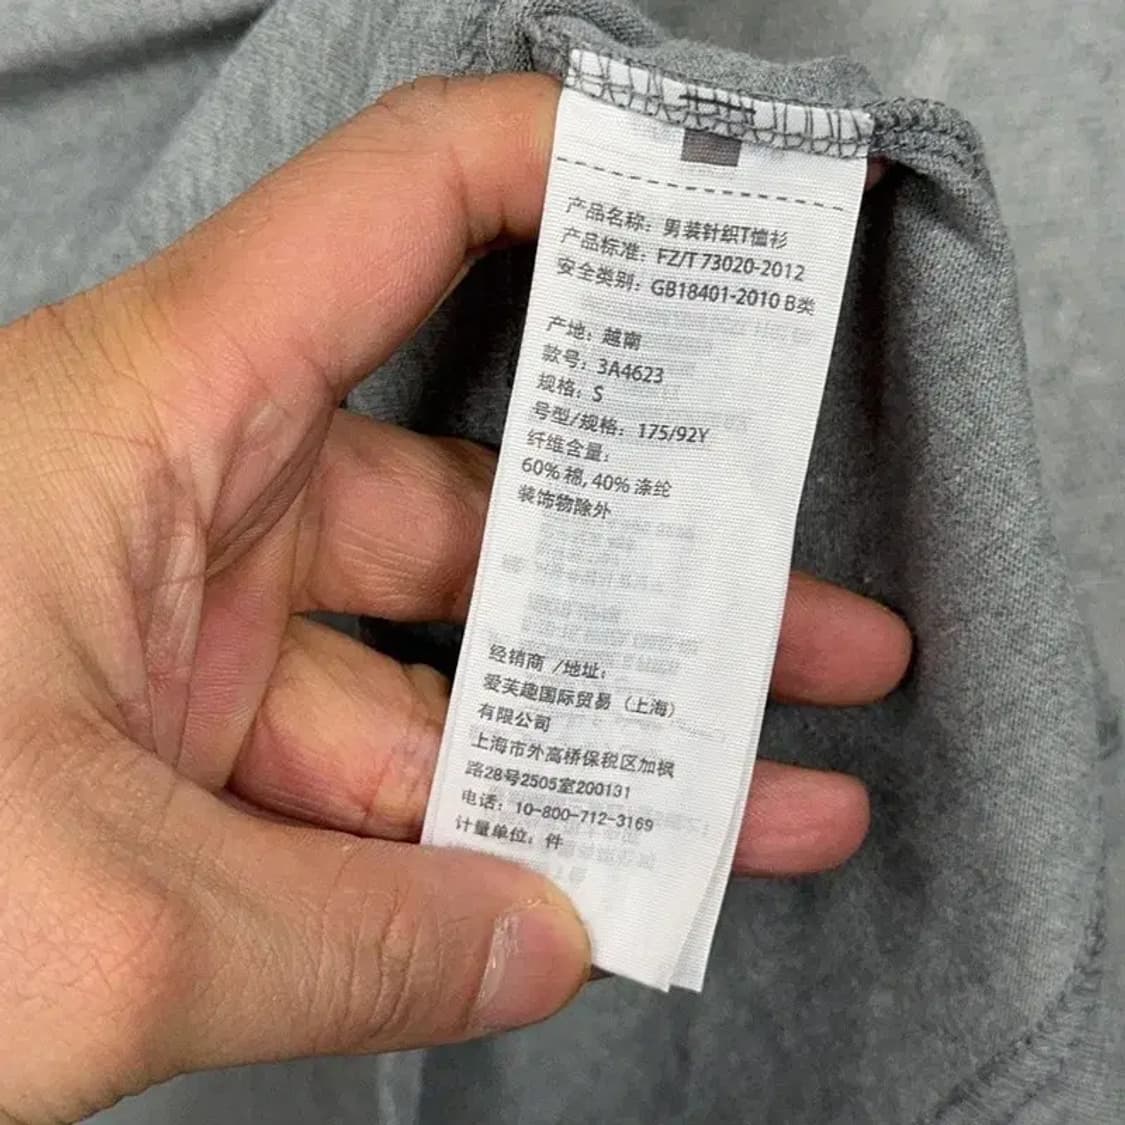 产品名称：男装针织T恤衫
产品标准：FZ/T 73020-2012
安全类别：GB18401-2010 B类
产地：越南
款号：3A4623
规格：S
号型/规格：175/92Y
纤维含量：
60% 棉, 40% 涤纶
装饰物除外
经销商 /地址：
爱芙趣国际贸易（上海）
有限公司
上海市外高桥保税区加枫
路28号2505室200131
电话：10-800-712-3169
计量单位：件